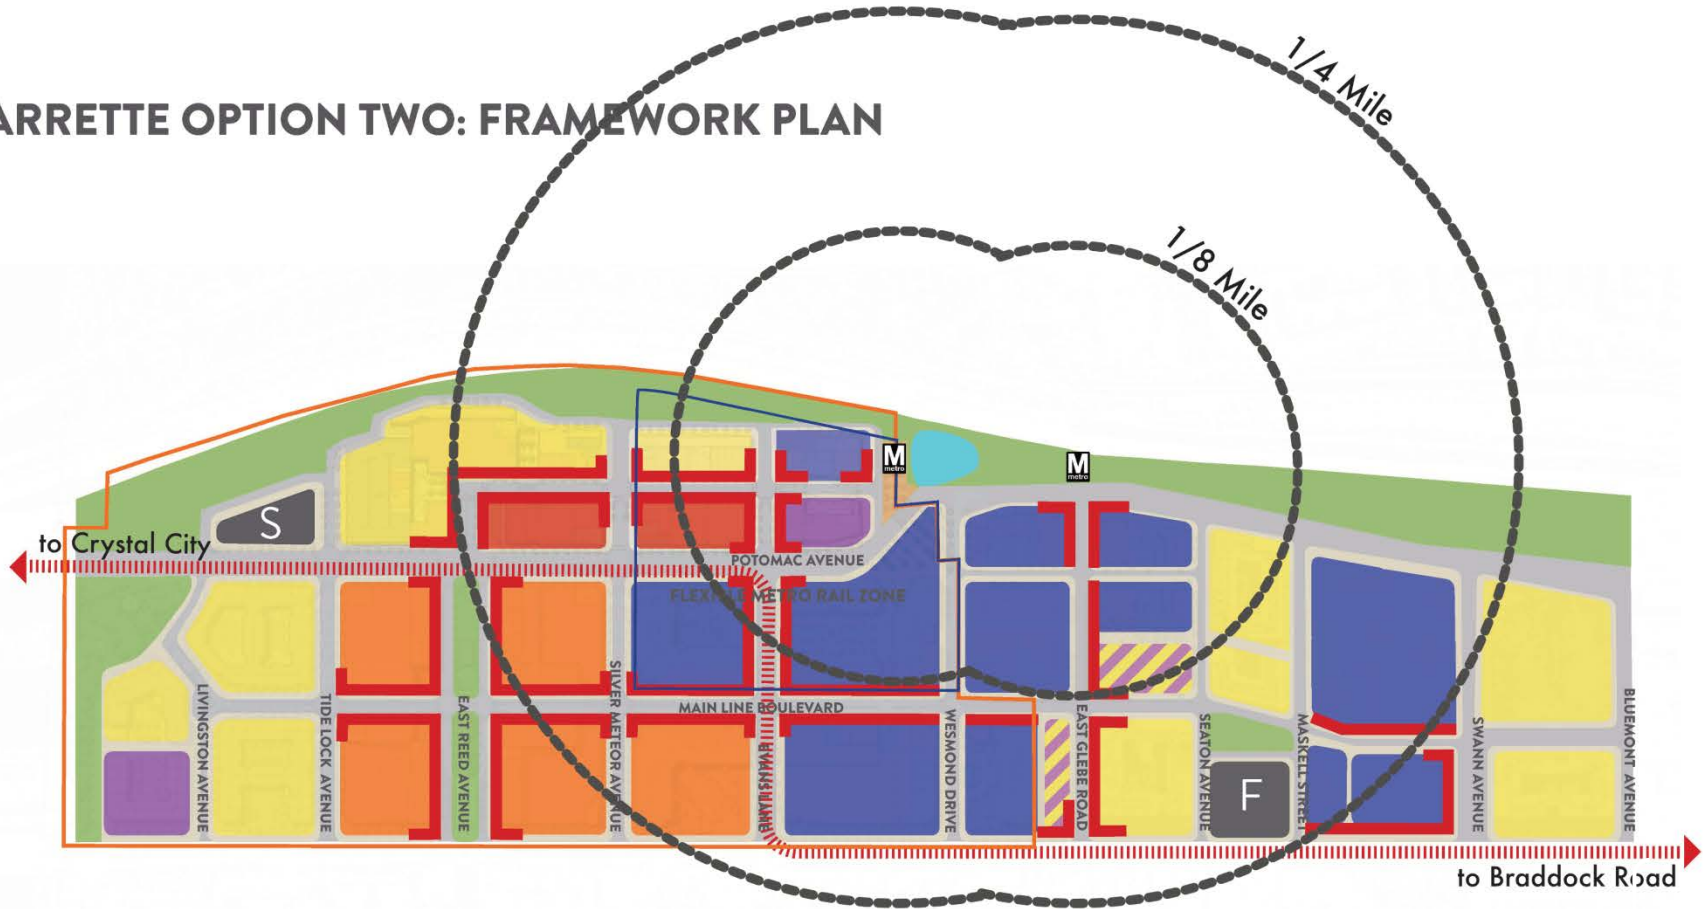 ARRETTE OPTION TWO: FRAMEWORK PLAN
1/4 Mile
1/8 Mile
M
metro
M
metro
S
to Crystal City
POTOMAC AVENUE
METRO RAIL ZONE
MAIN LINE BOULEVARD
LIVINGSTON AVENUE
TIDE LOCK AVENUE
EAST REED AVENUE
SILVER METEOR AVENUE
WESMOND DRIVE
EAST GLEBE ROAD
SEATON AVENUE
MASKELL STREET
SWANN AVENUE
BLUEMONT AVENUE
F
to Braddock Road